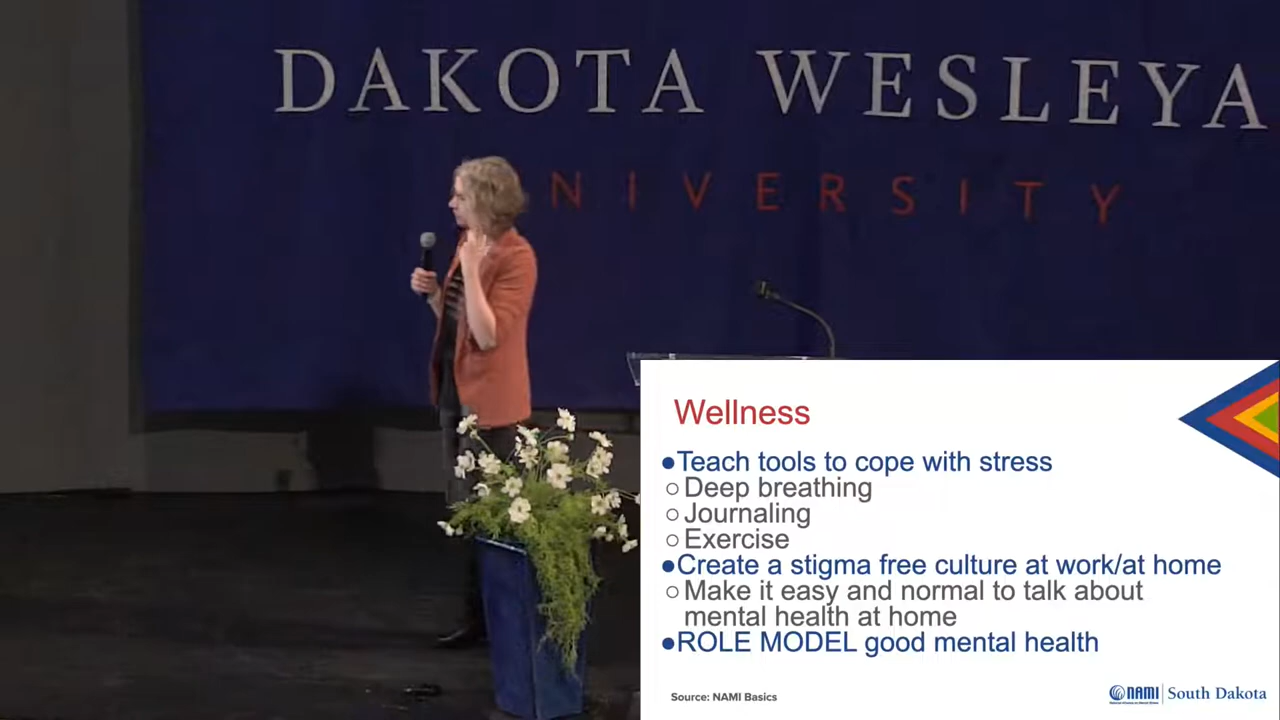 DAKOTA WESLEYA
NIVERSITY
Wellness
●Teach tools to cope with stress
○ Deep breathing
○ Journaling
○ Exercise
●Create a stigma free culture at work/at home
○ Make it easy and normal to talk about
mental health at home
●ROLE MODEL good mental health
Source: NAMI Basics
NAMI South Dakota